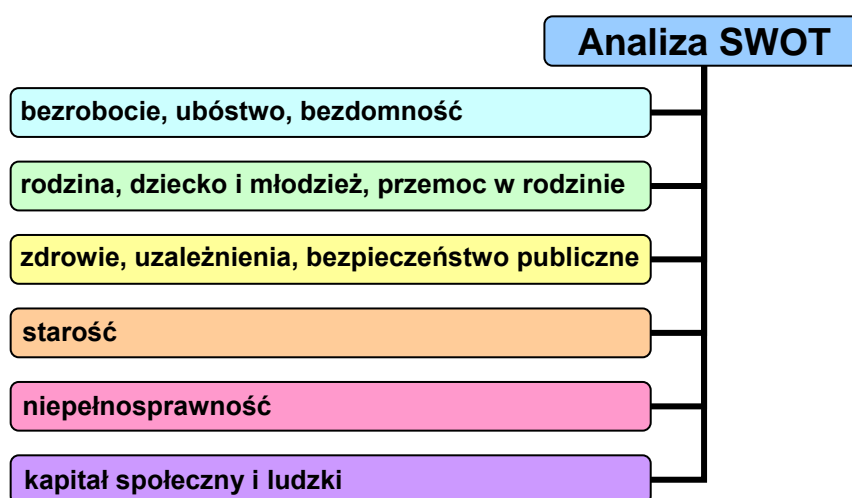 Analiza SWOT
bezrobocie, ubóstwo, bezdomność
rodzina, dziecko i młodzież, przemoc w rodzinie
zdrowie, uzależnienia, bezpieczeństwo publiczne
starość
niepełnosprawność
kapitał społeczny i ludzki